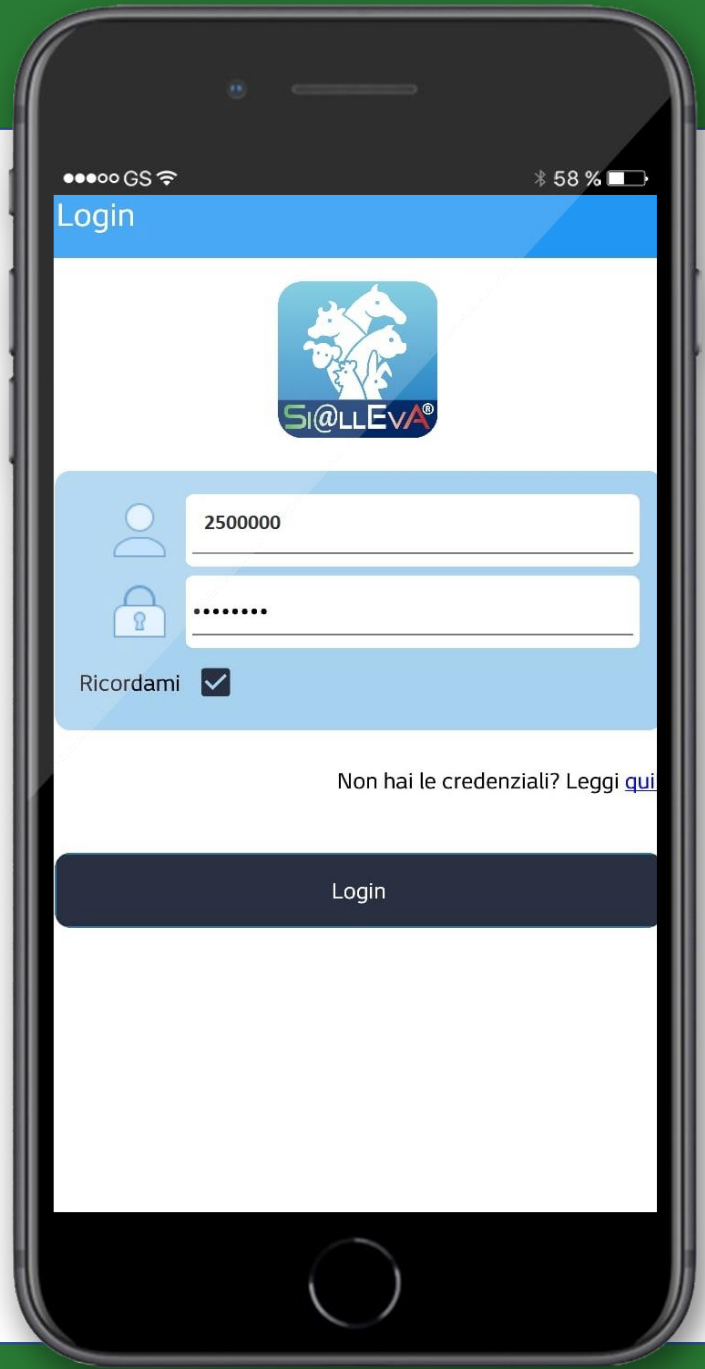 ●●●○○ GS 58 %
Login
SI@LLEVA®
2500000
••••••••
Ricordami
Non hai le credenziali? Leggi qui
Login